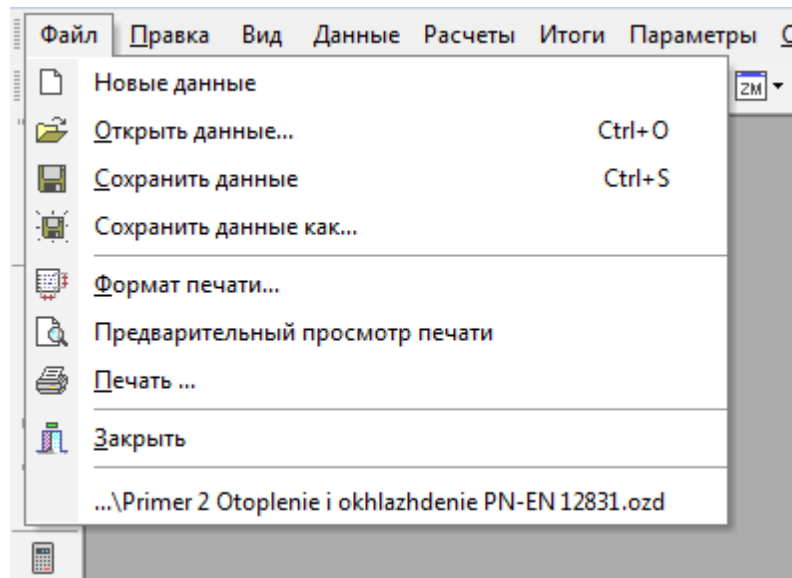 Файл Правка Вид Данные Расчеты Итоги Параметры
Новые данные
ZM
Открыть данные... Ctrl+O
Сохранить данные Ctrl+S
Сохранить данные как...
Формат печати...
Предварительный просмотр печати
Печать ...
Закрыть
...\Primer 2 Otoplenie i okhlazhdenie PN-EN 12831.ozd